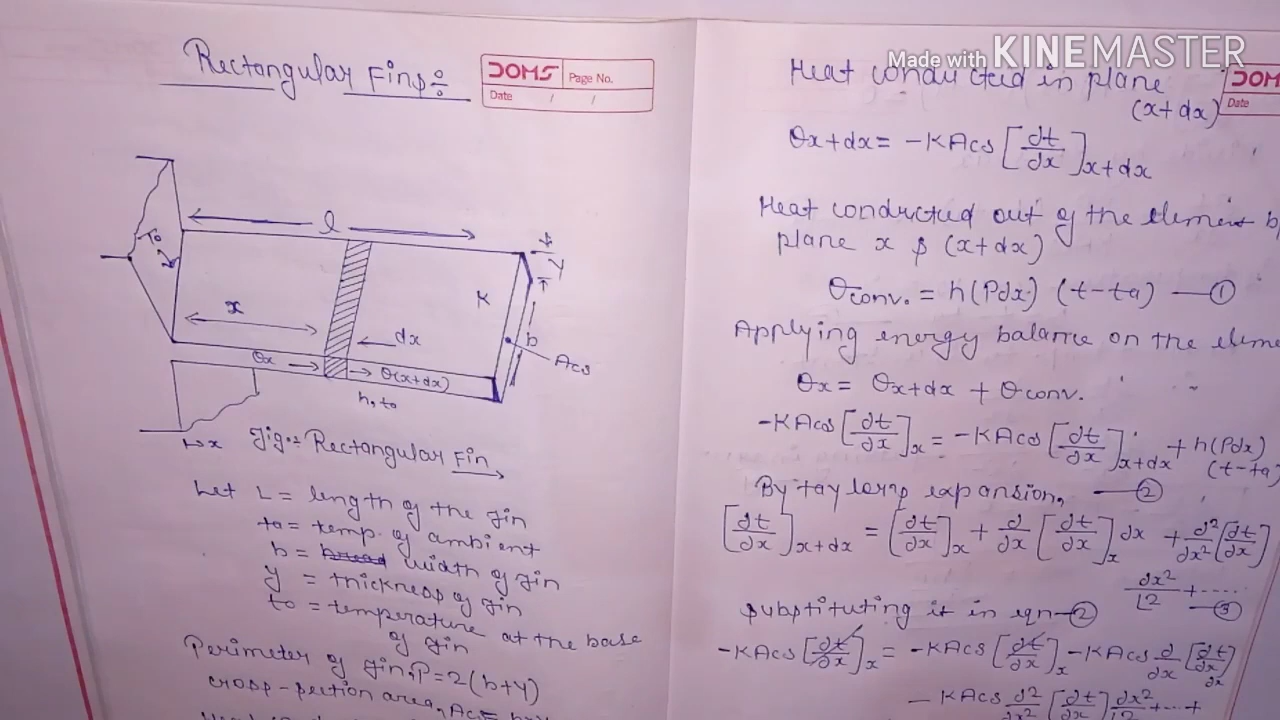 Made with KINEMASTER
Rectangular Fins:
DOMS Page No.
Date / /
l
y
to
K
x
dx
b
Acs
Qx
Q(x+dx)
h, to
x
Fig:- Rectangular Fin
Let L = length of the fin
ta = temp. of ambient
b = width of fin
y = thickness of fin
to = temperature at the base
of fin
Perimeter of fin, P = 2(b+y)
cross-section area, Acs =
DOM
Date
Heat conducted in plane
(x+dx)
Qx+dx = -KAcs [dt/dx]x+dx
Heat conducted out of the element b
plane x & (x+dx)
Qconv. = h(Pdx) (t-ta) —①
Applying energy balance on the eleme
Qx = Qx+dx + Qconv.
-KAcs [dt/dx]x = -KAcs [dt/dx]x+dx + h(Pdx)
(t-ta)
By taylors expansion, —②
[dt/dx]x+dx = [dt/dx]x + d/dx [dt/dx]x dx + d²/dx² [dt/dx]
dx²/L2 + .... —③
substituting it in eqn-②
-KAcs [dt/dx]x = -KAcs [dt/dx]x - KAcs d/dx [dt/dx] dx
- KAcs d²/dx² [dt/dx] dx²/L2 + ... +